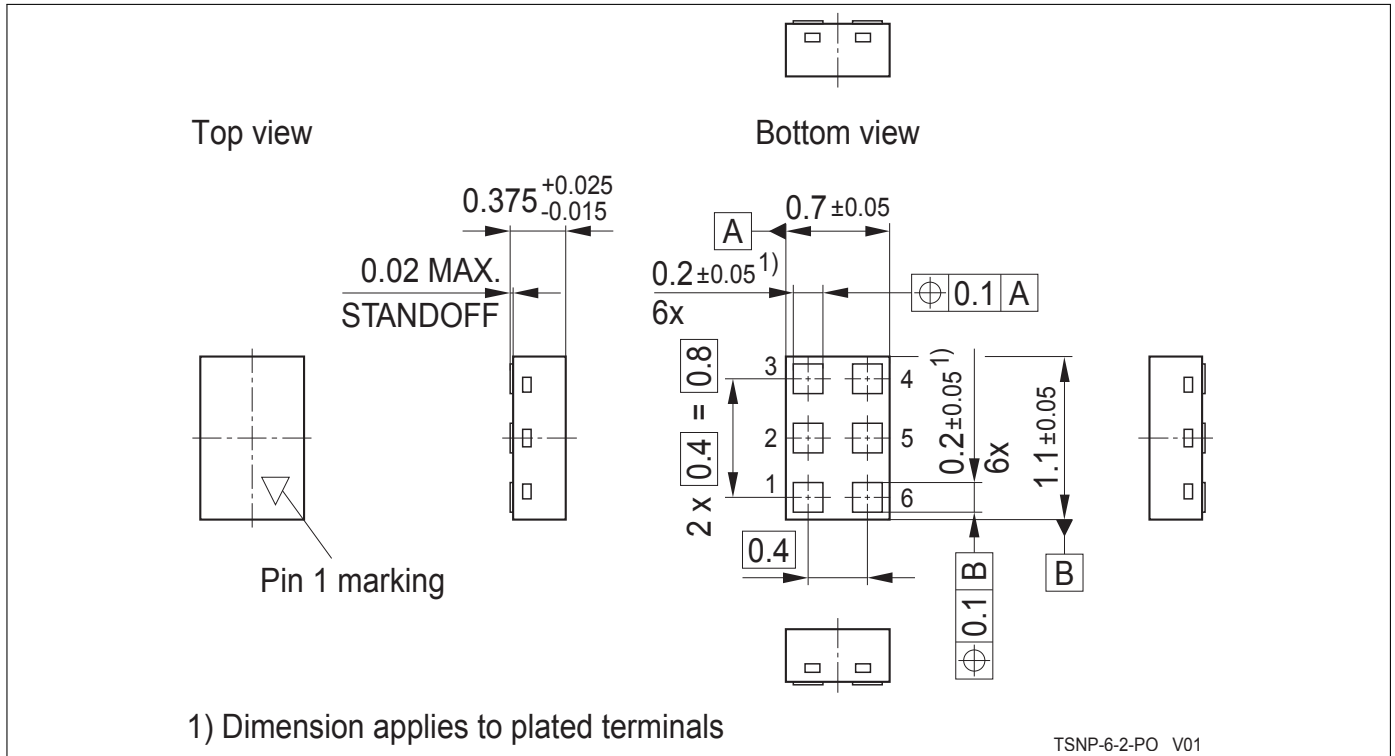 Top view
Bottom view
0.375 +0.025
-0.015
0.7 ±0.05
A
0.02 MAX.
STANDOFF
0.2 ±0.05 1)
6x
⌖ 0.1 A
3
4
2
5
1
6
2 x 0.4 = 0.8
0.2 ±0.05 1)
6x
1.1 ±0.05
0.4
⌖ 0.1 B
B
Pin 1 marking
1) Dimension applies to plated terminals
TSNP-6-2-PO V01